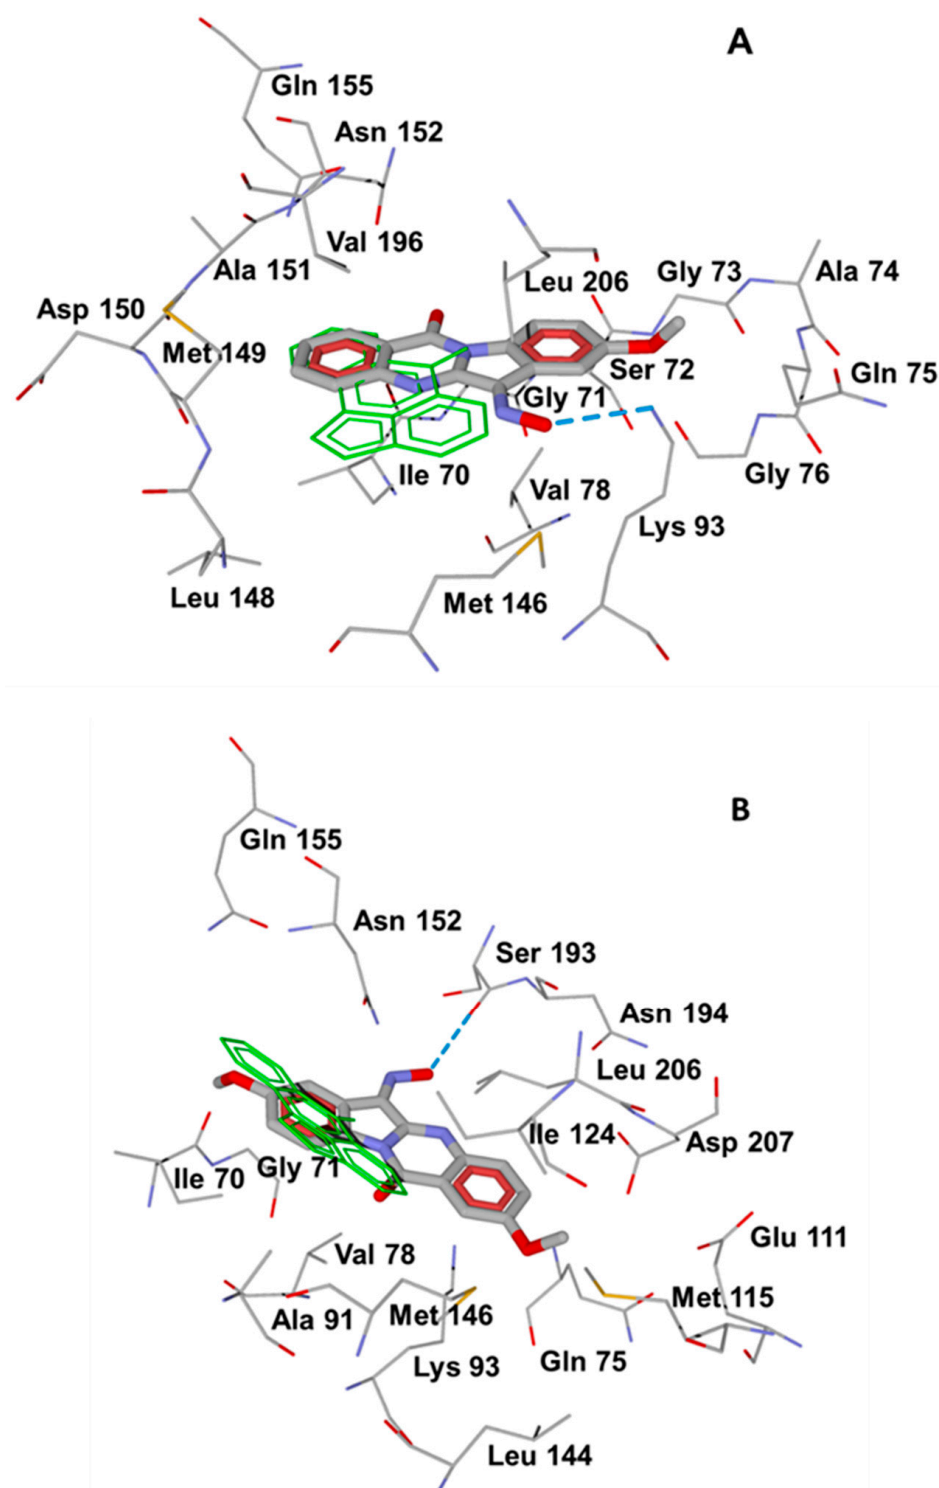 A
Gln 155
Asn 152
Val 196
Ala 151
Leu 206
Gly 73
Ala 74
Asp 150
Met 149
Ser 72
Gln 75
Gly 71
Ile 70
Val 78
Gly 76
Lys 93
Leu 148
Met 146
B
Gln 155
Asn 152
Ser 193
Asn 194
Leu 206
Ile 124
Asp 207
Ile 70
Gly 71
Val 78
Glu 111
Ala 91
Met 146
Met 115
Lys 93
Gln 75
Leu 144